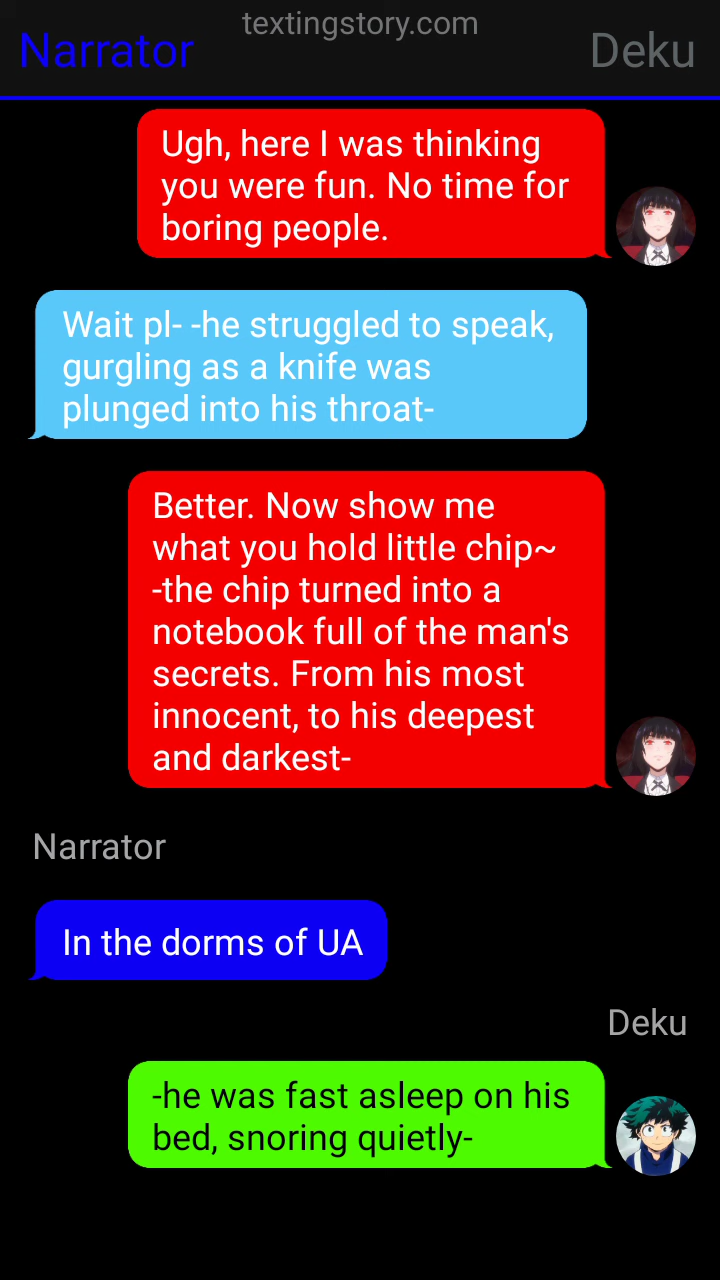 textingstory.com
Narrator
Deku
Ugh, here I was thinking
you were fun. No time for
boring people.
Wait pl- -he struggled to speak,
gurgling as a knife was
plunged into his throat-
Better. Now show me
what you hold little chip~
-the chip turned into a
notebook full of the man's
secrets. From his most
innocent, to his deepest
and darkest-
Narrator
In the dorms of UA
Deku
-he was fast asleep on his
bed, snoring quietly-